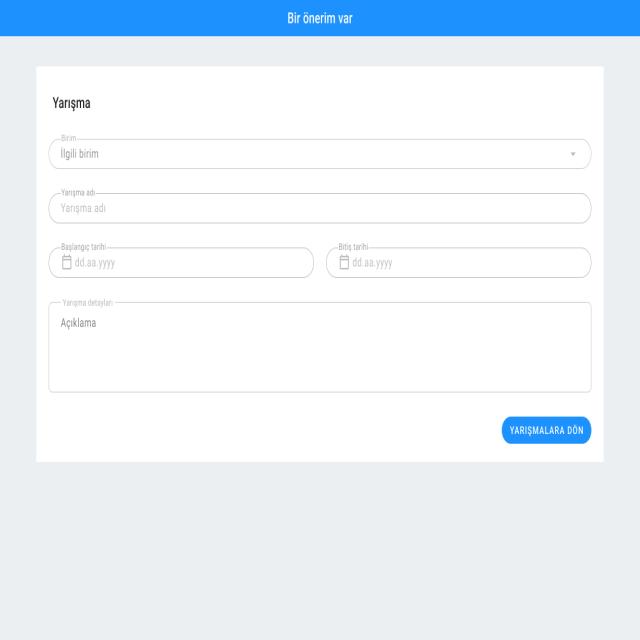 Bir önerim var
Yarışma
Birim
İlgili birim
Yarışma adı
Yarışma adı
Başlangıç tarihi
dd.aa.yyyy
Bitiş tarihi
dd.aa.yyyy
Yarışma detayları
Açıklama
YARIŞMALARA DÖN